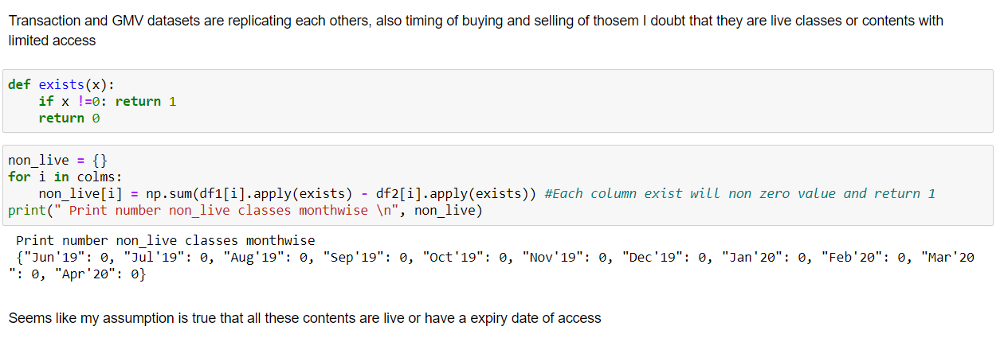 Transaction and GMV datasets are replicating each others, also timing of buying and selling of thosem I doubt that they are live classes or contents with
limited access
def exists(x):
    if x !=0: return 1
    return 0
non_live = {}
for i in colms:
    non_live[i] = np.sum(df1[i].apply(exists) - df2[i].apply(exists)) #Each column exist will non zero value and return 1
print(" Print number non_live classes monthwise \n", non_live)
 Print number non_live classes monthwise
 {"Jun'19": 0, "Jul'19": 0, "Aug'19": 0, "Sep'19": 0, "Oct'19": 0, "Nov'19": 0, "Dec'19": 0, "Jan'20": 0, "Feb'20": 0, "Mar'20
": 0, "Apr'20": 0}
Seems like my assumption is true that all these contents are live or have a expiry date of access